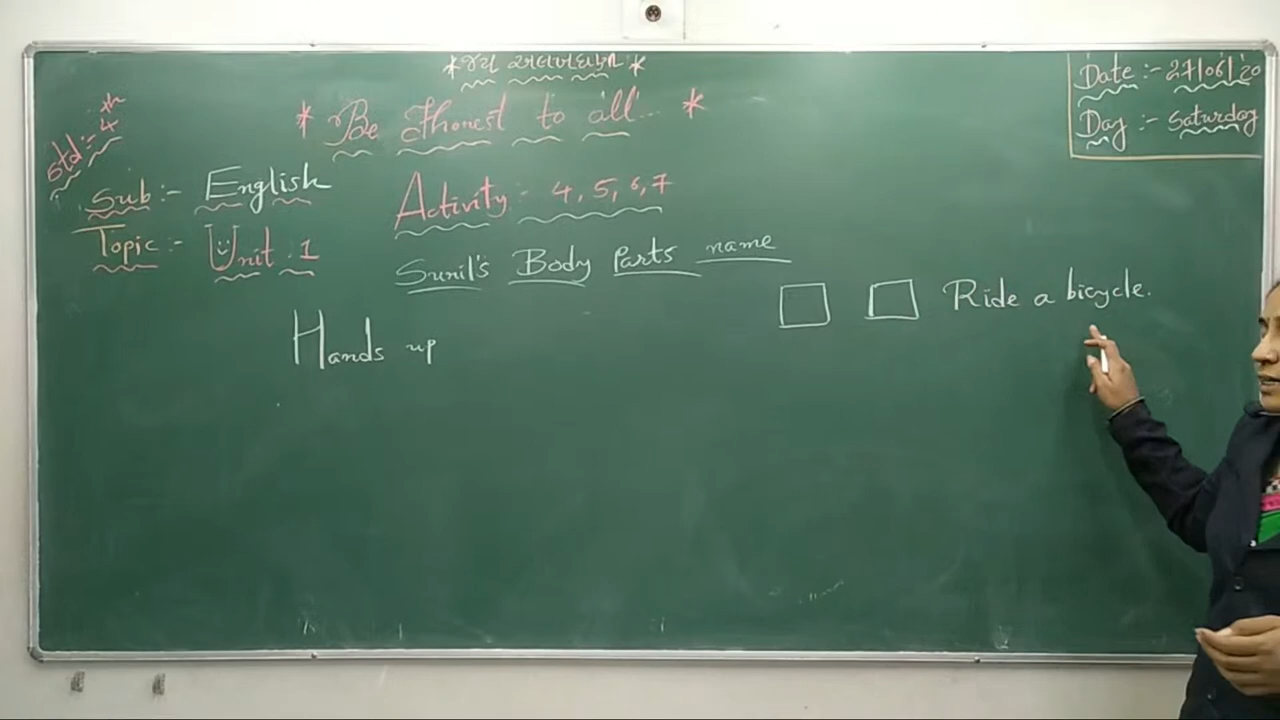 *જય સ્વામિનારાયણ*
* Be Honest to all... *
Date :- 27/06/20
Day :- Saturday
Std :- 4th
Sub :- English
Activity :- 4, 5, 6, 7
Topic :- Unit . 1
Sunil's Body Parts name
Ride a bicycle.
Hands up